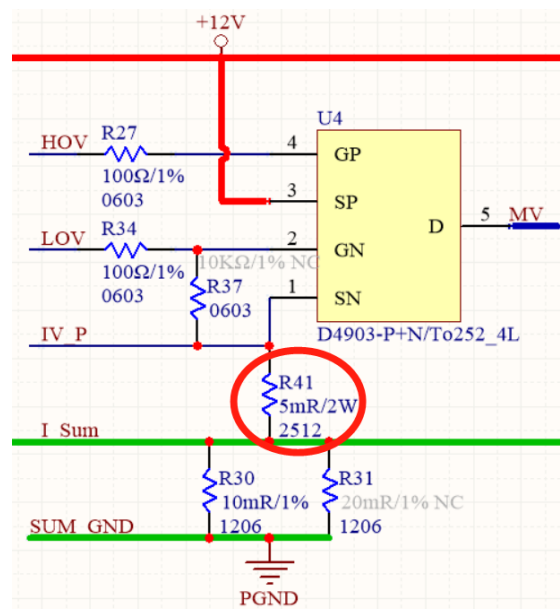 +12V
U4
HOV
R27
100Ω/1%
0603
4
GP
3
SP
LOV
R34
100Ω/1%
0603
2
GN
D
5
MV
10KΩ/1% NC
R37
0603
1
SN
IV_P
D4903-P+N/To252_4L
R41
5mR/2W
2512
I_Sum
R30
10mR/1%
1206
R31
20mR/1% NC
1206
SUM_GND
PGND